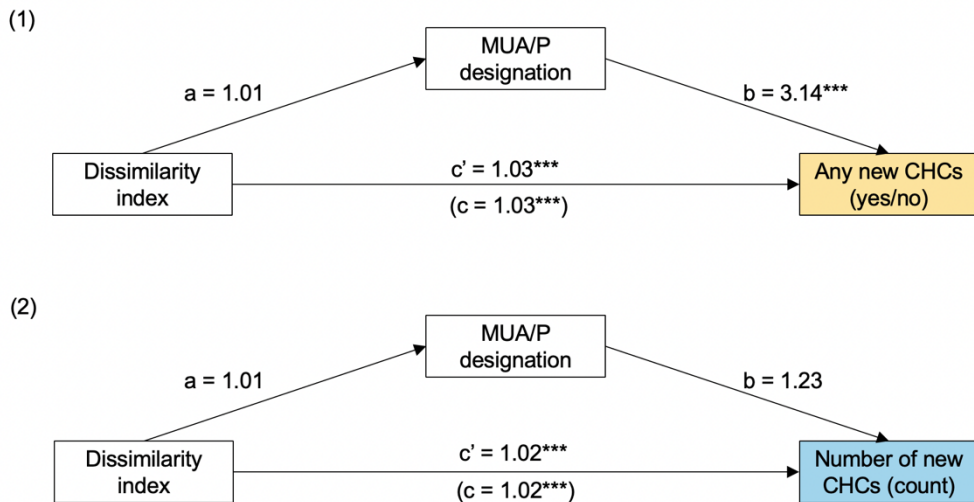 (1)
MUA/P
designation
a = 1.01
b = 3.14***
Dissimilarity
index
c’ = 1.03***
(c = 1.03***)
Any new CHCs
(yes/no)
(2)
MUA/P
designation
a = 1.01
b = 1.23
Dissimilarity
index
c’ = 1.02***
(c = 1.02***)
Number of new
CHCs (count)